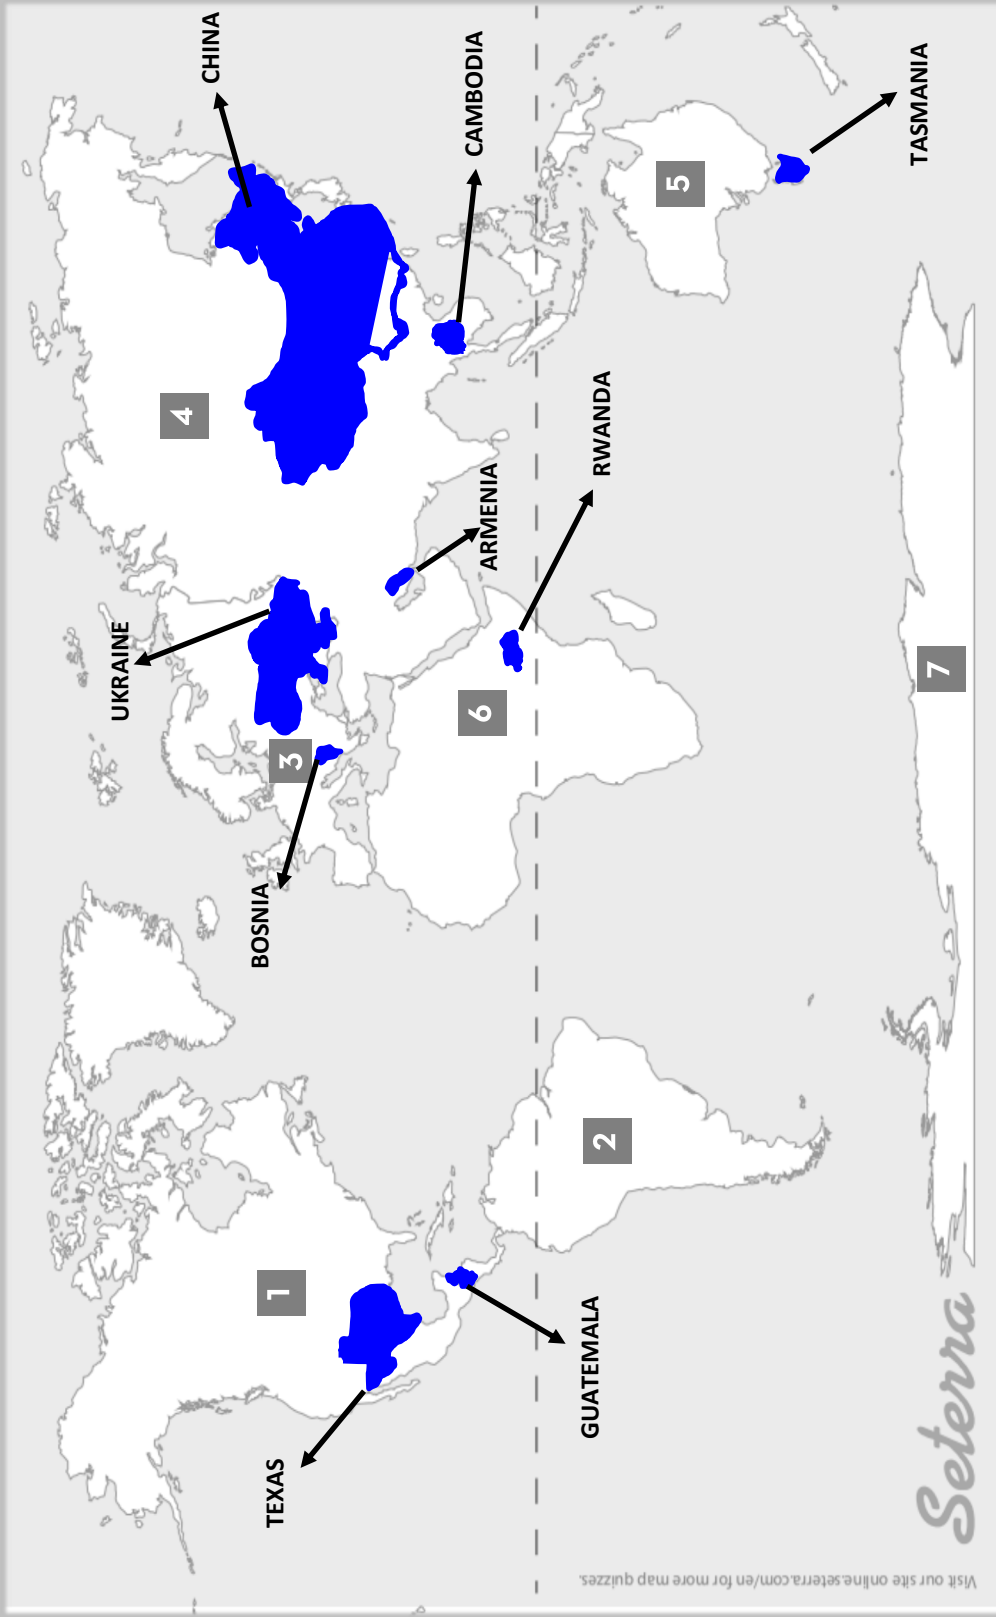 CHINA
CAMBODIA
TASMANIA
UKRAINE
ARMENIA
RWANDA
BOSNIA
TEXAS
GUATEMALA
1
2
3
4
5
6
7
Seterra
Visit our site online.seterra.com/en for more map quizzes.